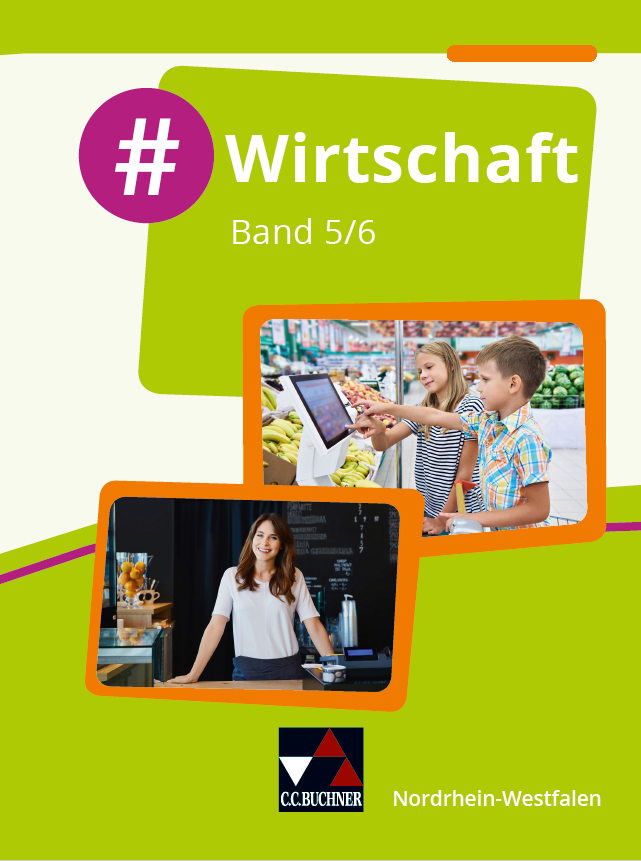 # Wirtschaft
Band 5/6
C.C.BUCHNER
Nordrhein-Westfalen